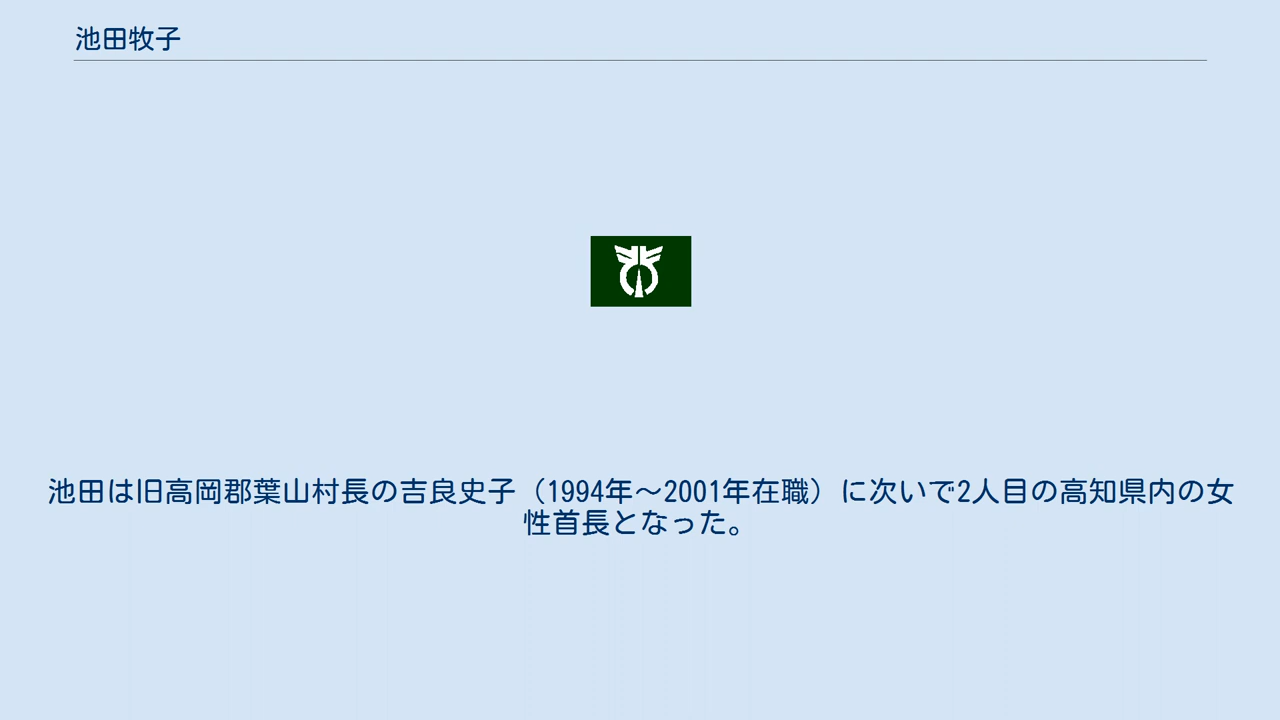 池田牧子
池田は旧高岡郡葉山村長の吉良史子（1994年～2001年在職）に次いで2人目の高知県内の女
性首長となった。